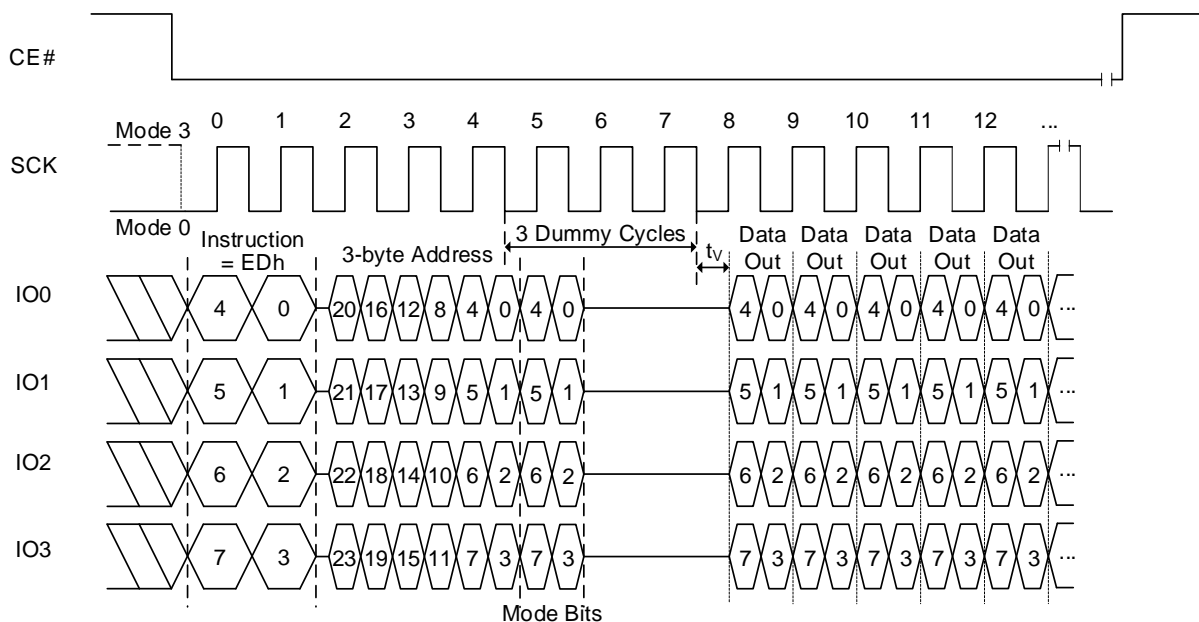 CE#
Mode 3 0 1 2 3 4 5 6 7 8 9 10 11 12 ...
SCK
Mode 0
3 Dummy Cycles
Instruction
= EDh
3-byte Address
tV
Data Data Data Data Data
Out Out Out Out Out
IO0 4 0 20 16 12 8 4 0 4 0 4 0 4 0 4 0 4 0 4 0 ...
IO1 5 1 21 17 13 9 5 1 5 1 5 1 5 1 5 1 5 1 5 1 ...
IO2 6 2 22 18 14 10 6 2 6 2 6 2 6 2 6 2 6 2 6 2 ...
IO3 7 3 23 19 15 11 7 3 7 3 7 3 7 3 7 3 7 3 7 3 ...
Mode Bits